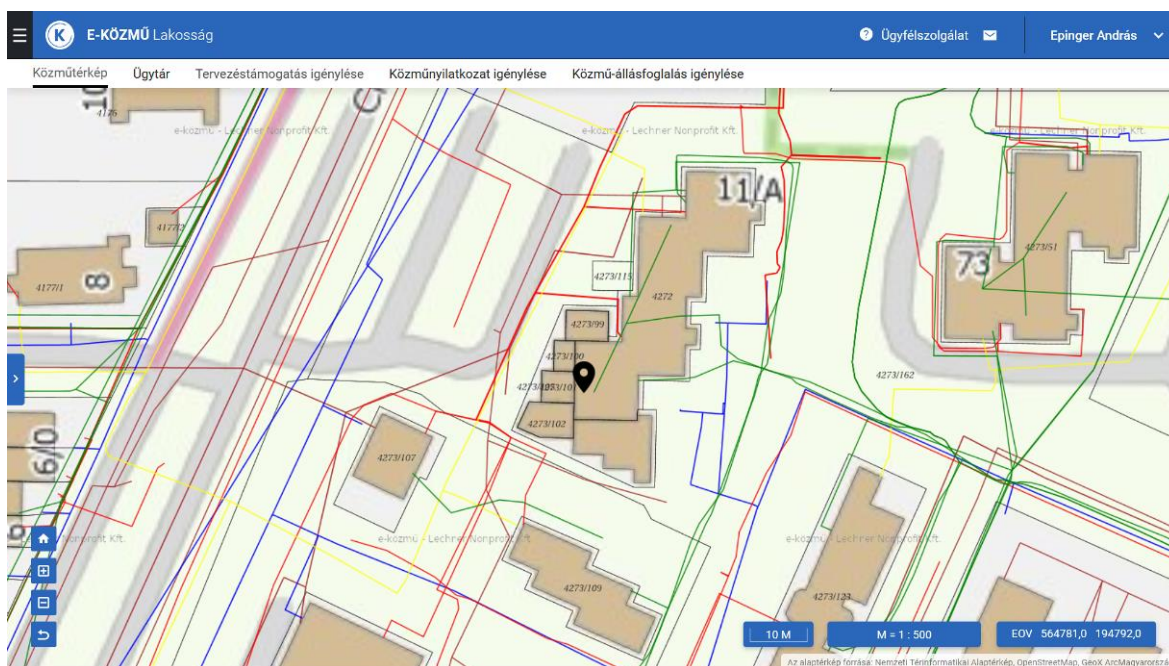 K E-KÖZMŰ Lakosság Ügyfélszolgálat Epinger András
Közműtérkép Ügytár Tervezéstámogatás igénylése Közműnyilatkozat igénylése Közmű-állásfoglalás igénylése
4176
e-közmű - Lechner Nonprofit Kft. e-közmű - Lechner Nonprofit Kft. e-közmű - Lechner Nonprofit Kft.
11/A
4177/2
4273/51
73
4273/115
4177/1 8
4272
4273/99
4273/100
4273/162
4273/102
6/0
4273/107
Nonprofit Kft. e-közmű - Lechner Nonprofit Kft. e-közmű - Lechner Nonprofit Kft.
4273/109
4273/123
10 M M = 1 : 500 EOV 564781,0 194792,0
Az alaptérkép forrása: Nemzeti Térinformatikai Alaptérkép, OpenStreetMap, GeoX ArcMagyarország